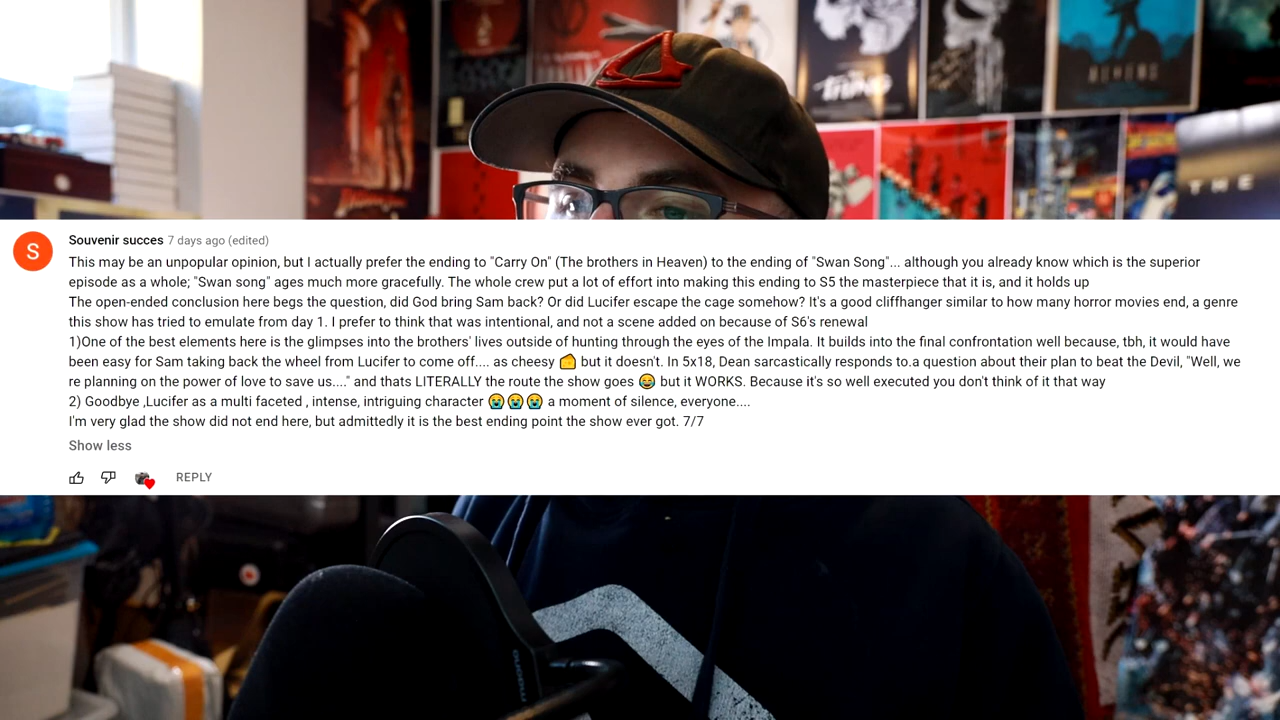 THING
ALIENS
THE
S
Souvenir succes 7 days ago (edited)
This may be an unpopular opinion, but I actually prefer the ending to "Carry On" (The brothers in Heaven) to the ending of "Swan Song"... although you already know which is the superior
episode as a whole; "Swan song" ages much more gracefully. The whole crew put a lot of effort into making this ending to S5 the masterpiece that it is, and it holds up
The open-ended conclusion here begs the question, did God bring Sam back? Or did Lucifer escape the cage somehow? It's a good cliffhanger similar to how many horror movies end, a genre
this show has tried to emulate from day 1. I prefer to think that was intentional, and not a scene added on because of S6's renewal
1)One of the best elements here is the glimpses into the brothers' lives outside of hunting through the eyes of the Impala. It builds into the final confrontation well because, tbh, it would have
been easy for Sam taking back the wheel from Lucifer to come off.... as cheesy 🧀 but it doesn't. In 5x18, Dean sarcastically responds to.a question about their plan to beat the Devil, "Well, we
re planning on the power of love to save us...." and thats LITERALLY the route the show goes 😂 but it WORKS. Because it's so well executed you don't think of it that way
2) Goodbye ,Lucifer as a multi faceted , intense, intriguing character 😭😭😭 a moment of silence, everyone....
I'm very glad the show did not end here, but admittedly it is the best ending point the show ever got. 7/7
Show less
REPLY